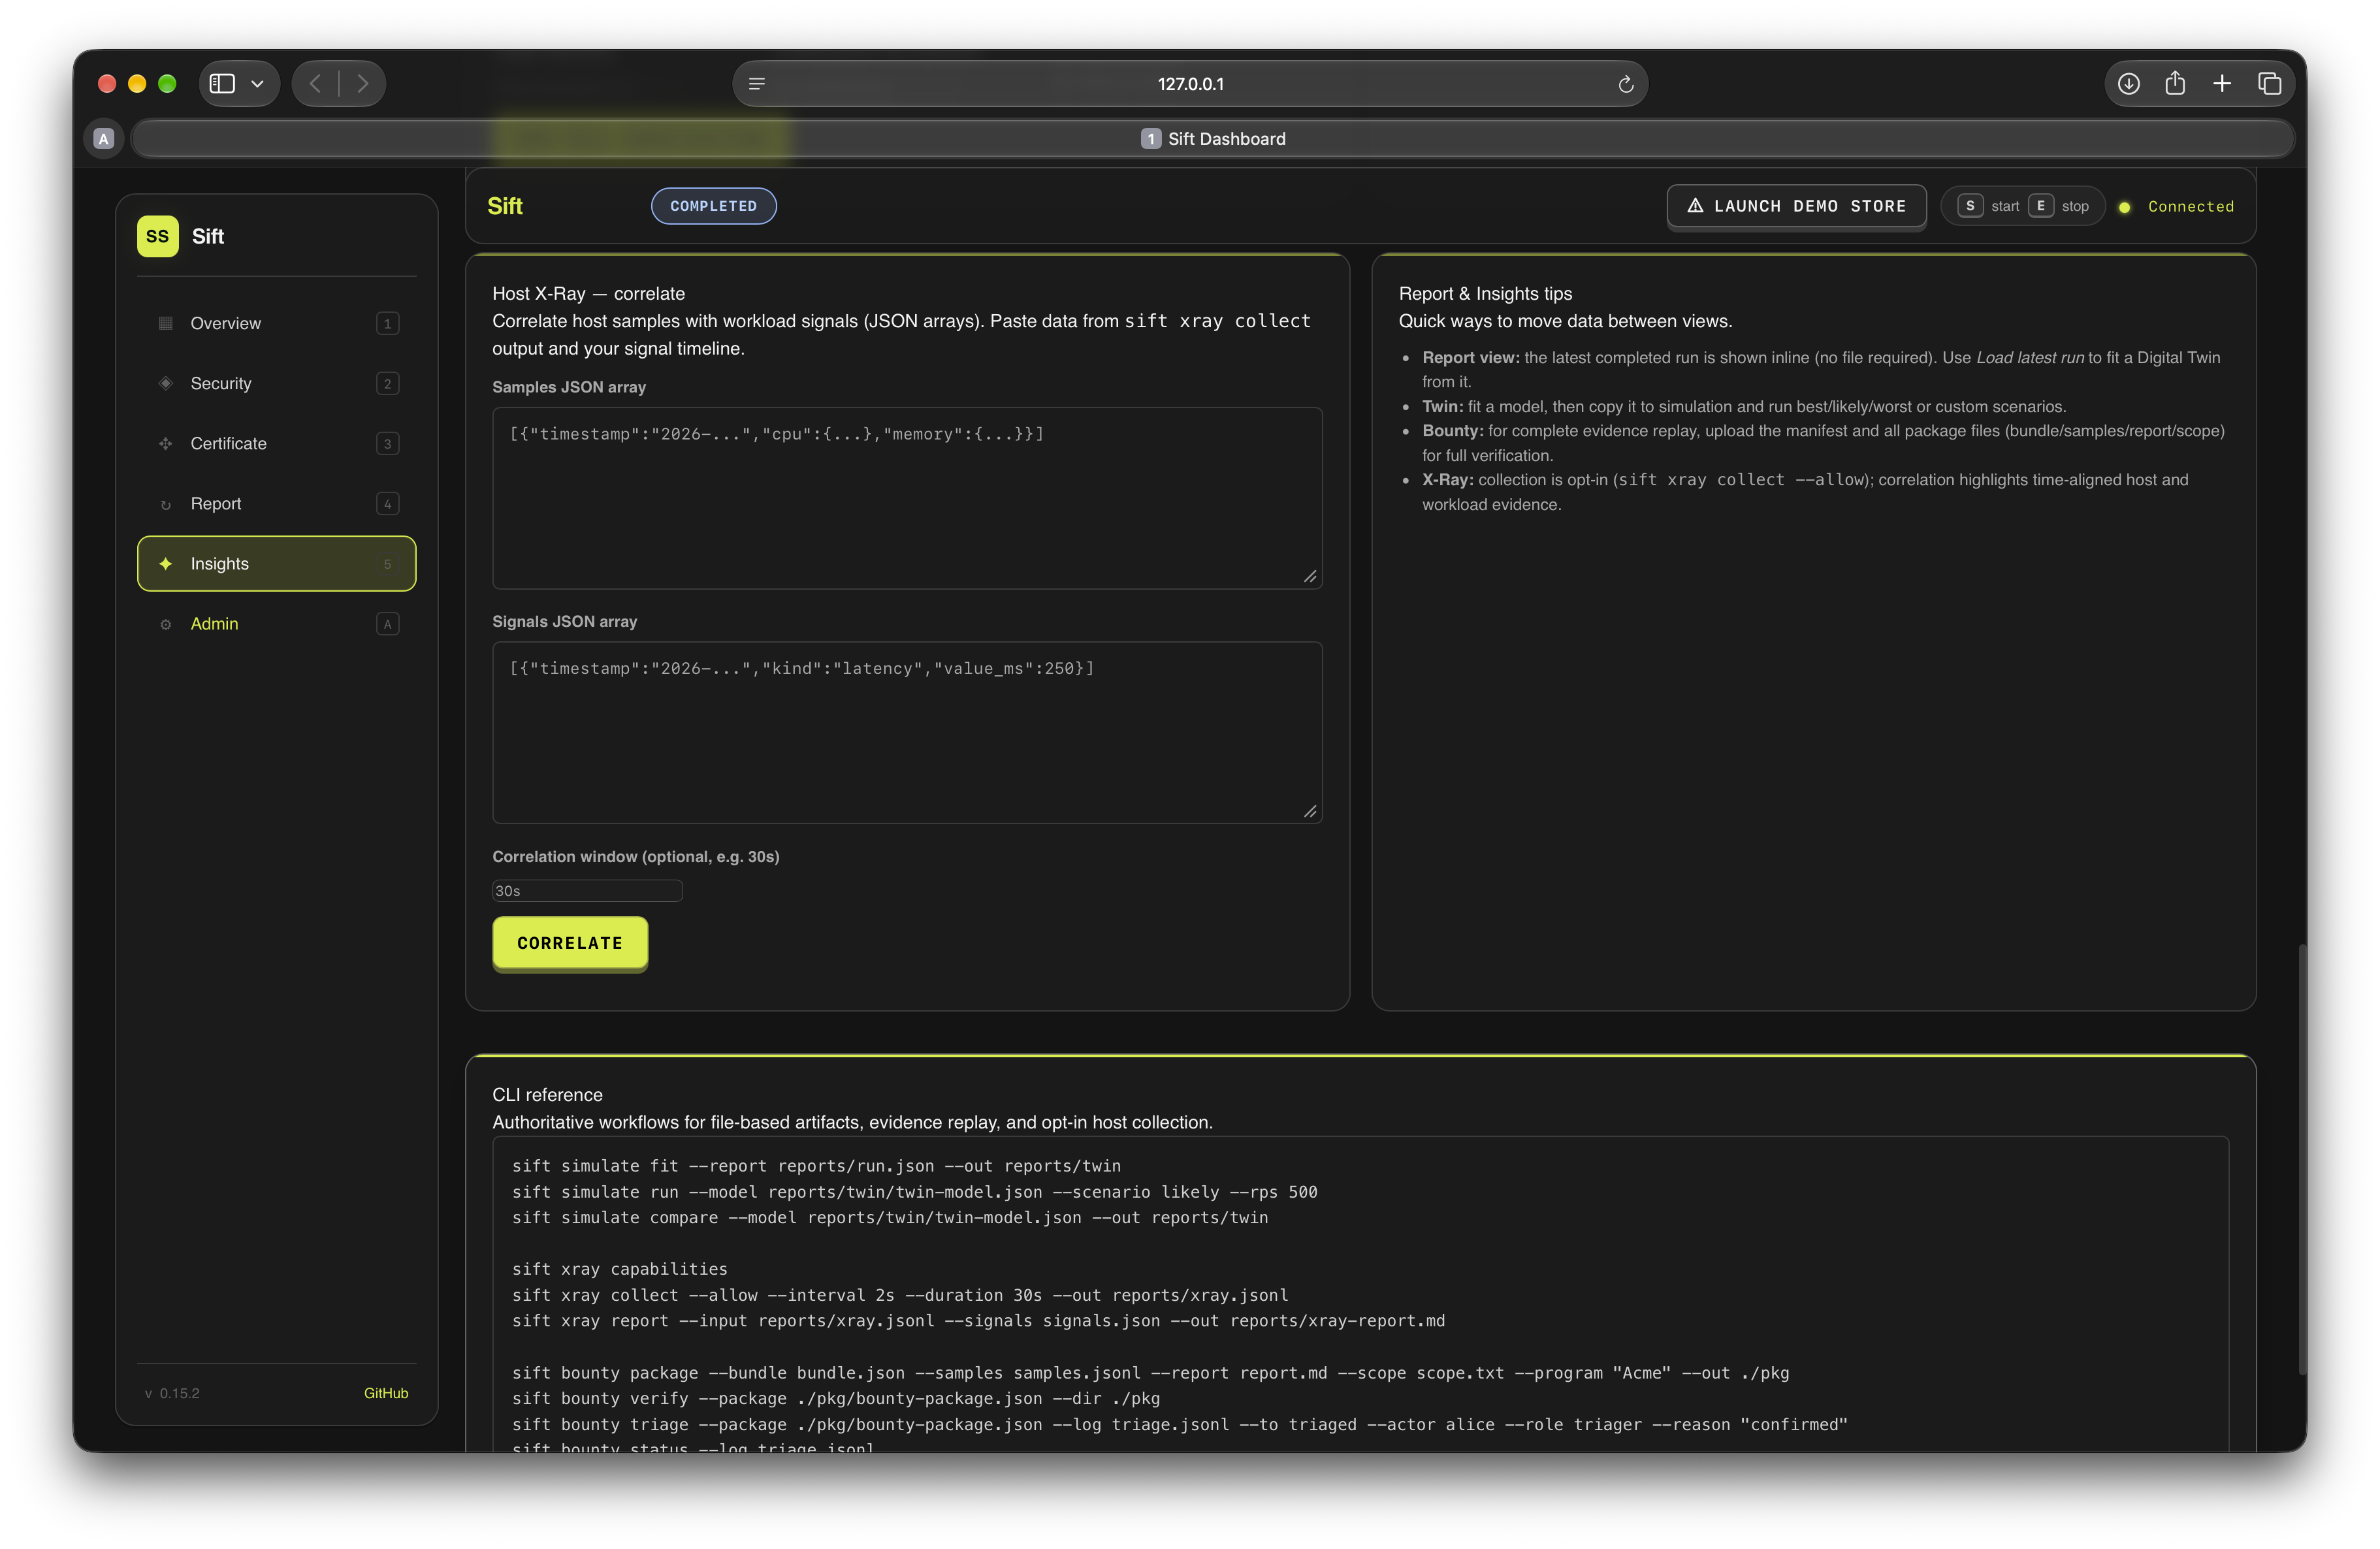 127.0.0.1
A
1 Sift Dashboard
SS Sift
Overview 1
Security 2
Certificate 3
Report 4
Insights 5
Admin A
v 0.15.2 GitHub
Sift COMPLETED LAUNCH DEMO STORE S start E stop Connected
Host X-Ray — correlate
Correlate host samples with workload signals (JSON arrays). Paste data from sift xray collect
output and your signal timeline.
Samples JSON array
[{"timestamp":"2026-...","cpu":{...},"memory":{...}}]
Signals JSON array
[{"timestamp":"2026-...","kind":"latency","value_ms":250}]
Correlation window (optional, e.g. 30s)
30s
CORRELATE
Report & Insights tips
Quick ways to move data between views.
• Report view: the latest completed run is shown inline (no file required). Use Load latest run to fit a Digital Twin
from it.
• Twin: fit a model, then copy it to simulation and run best/likely/worst or custom scenarios.
• Bounty: for complete evidence replay, upload the manifest and all package files (bundle/samples/report/scope)
for full verification.
• X-Ray: collection is opt-in (sift xray collect --allow); correlation highlights time-aligned host and
workload evidence.
CLI reference
Authoritative workflows for file-based artifacts, evidence replay, and opt-in host collection.
sift simulate fit --report reports/run.json --out reports/twin
sift simulate run --model reports/twin/twin-model.json --scenario likely --rps 500
sift simulate compare --model reports/twin/twin-model.json --out reports/twin
sift xray capabilities
sift xray collect --allow --interval 2s --duration 30s --out reports/xray.jsonl
sift xray report --input reports/xray.jsonl --signals signals.json --out reports/xray-report.md
sift bounty package --bundle bundle.json --samples samples.jsonl --report report.md --scope scope.txt --program "Acme" --out ./pkg
sift bounty verify --package ./pkg/bounty-package.json --dir ./pkg
sift bounty triage --package ./pkg/bounty-package.json --log triage.jsonl --to triaged --actor alice --role triager --reason "confirmed"
sift bounty status --log triage.jsonl